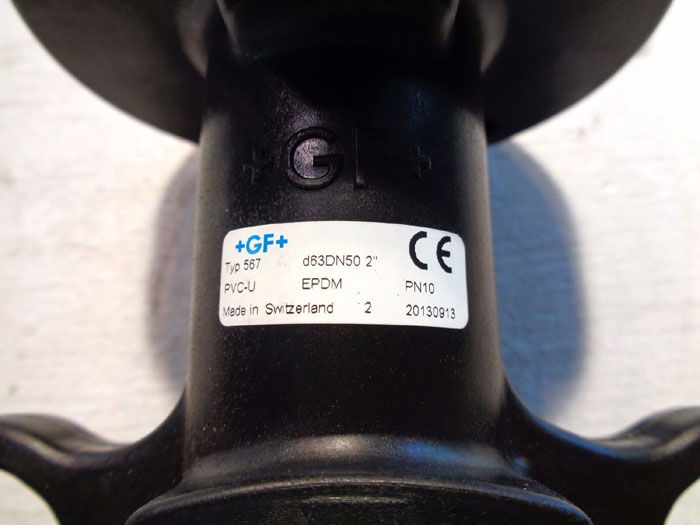 +GF+
+GF+
Typ 567 d63DN50 2" CE
PVC-U EPDM PN10
Made in Switzerland 2 20130913